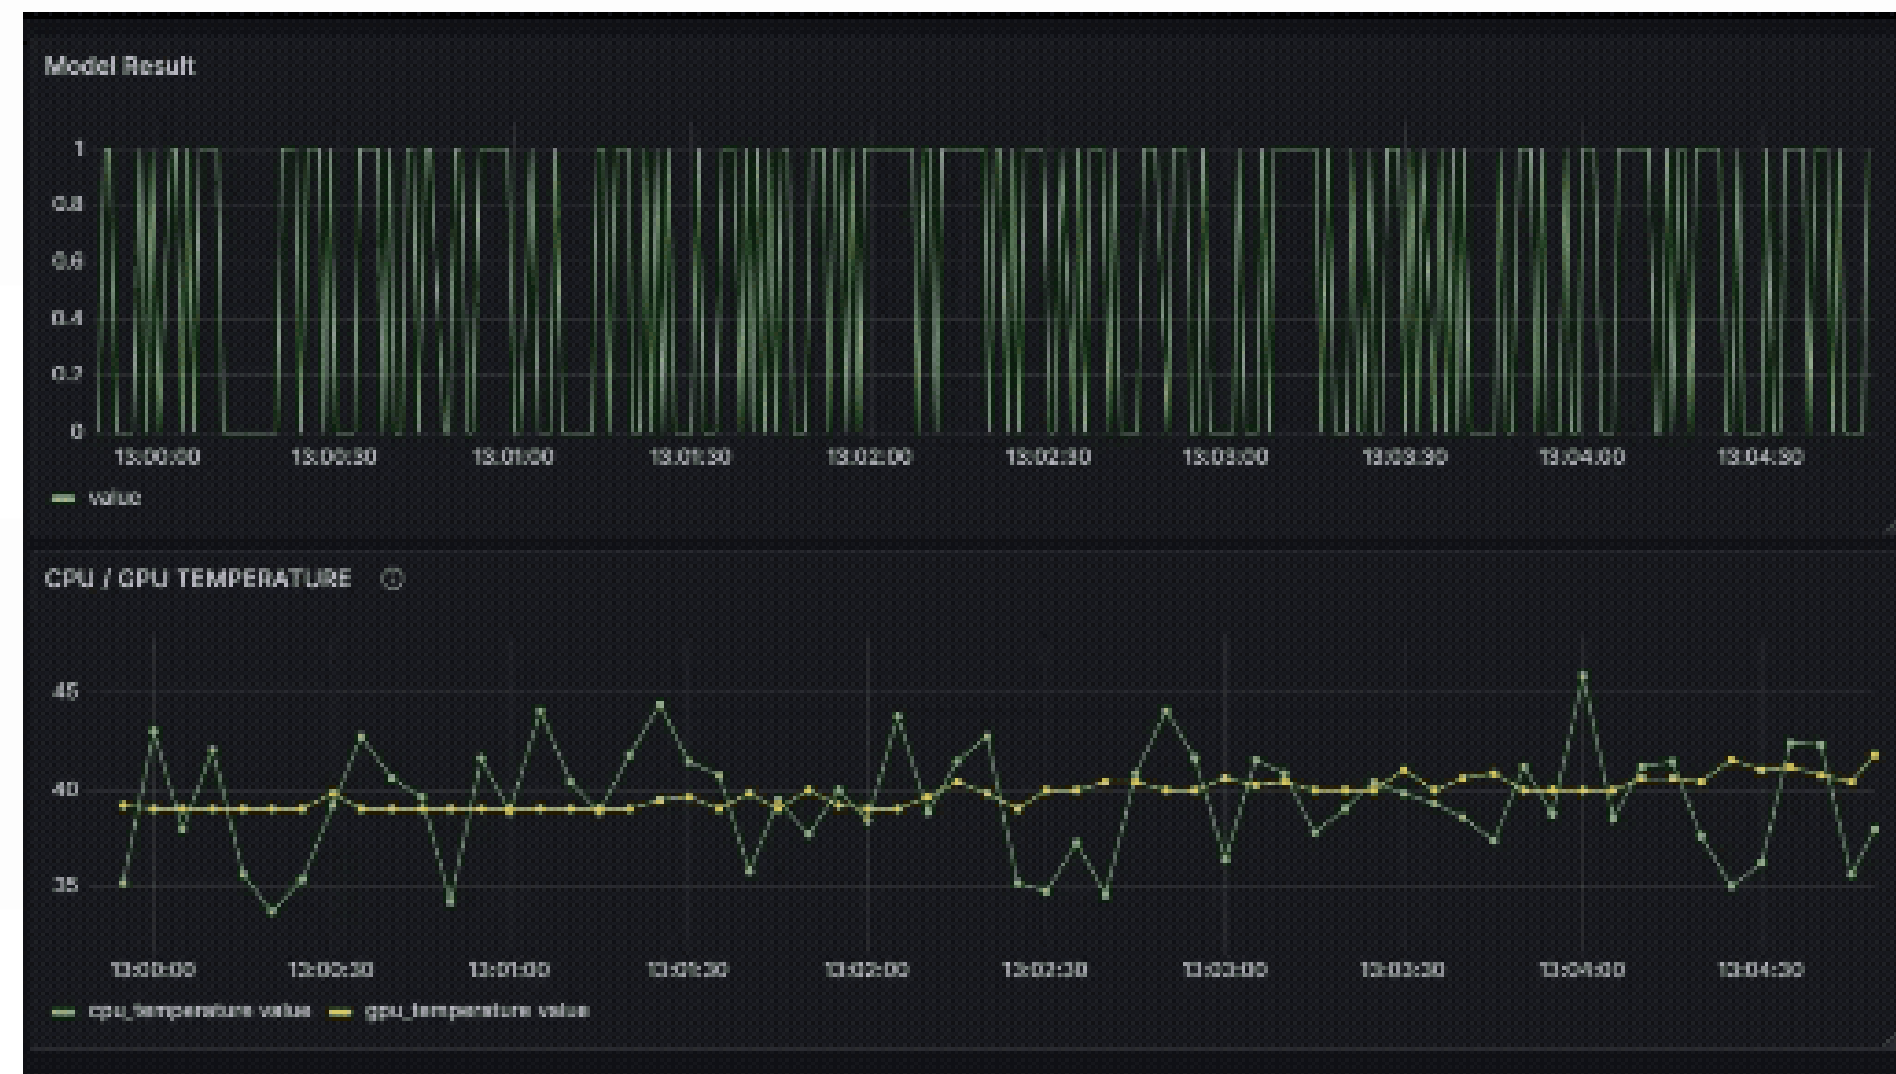 Model Result
1
0.8
0.6
0.4
0.2
0
13:00:00 13:00:30 13:01:00 13:01:30 13:02:00 13:02:30 13:03:00 13:03:30 13:04:00 13:04:30
value
CPU / GPU TEMPERATURE
45
40
35
13:00:00 13:00:30 13:01:00 13:01:30 13:02:00 13:02:30 13:03:00 13:03:30 13:04:00 13:04:30
cpu_temperature value gpu_temperature value